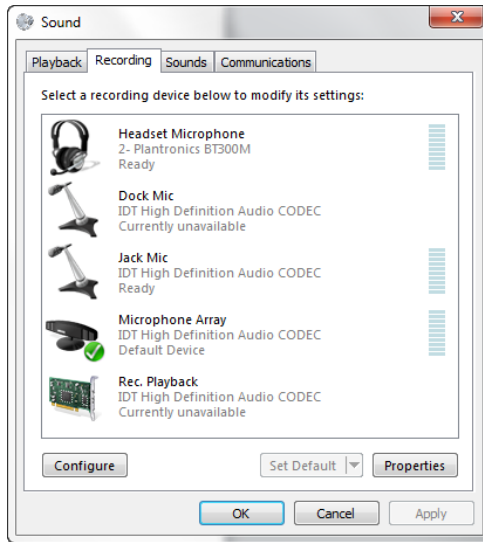 Sound
Playback Recording Sounds Communications
Select a recording device below to modify its settings:
Headset Microphone
2- Plantronics BT300M
Ready
Dock Mic
IDT High Definition Audio CODEC
Currently unavailable
Jack Mic
IDT High Definition Audio CODEC
Ready
Microphone Array
IDT High Definition Audio CODEC
Default Device
Rec. Playback
IDT High Definition Audio CODEC
Currently unavailable
Configure Set Default Properties
OK Cancel Apply